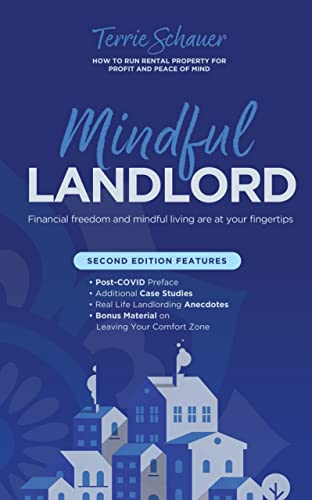 Terrie Schauer
HOW TO RUN RENTAL PROPERTY FOR
PROFIT AND PEACE OF MIND
Mindful
LANDLORD
Financial freedom and mindful living are at your fingertips
SECOND EDITION FEATURES
• Post-COVID Preface
• Additional Case Studies
• Real Life Landlording Anecdotes
• Bonus Material on
Leaving Your Comfort Zone